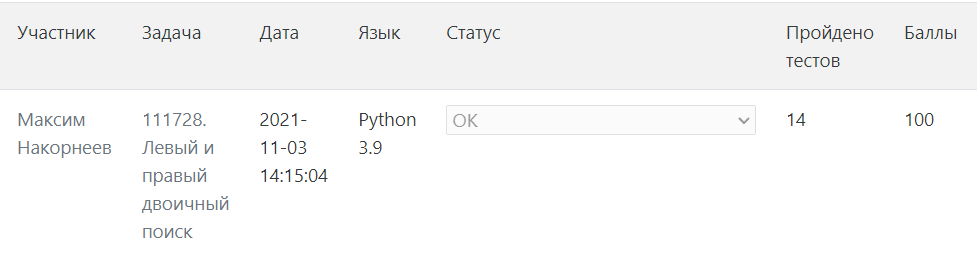 Участник Задача Дата Язык Статус Пройдено тестов Баллы
Максим Накорнеев
111728. Левый и правый двоичный поиск
2021-11-03 14:15:04
Python 3.9
OK
14
100